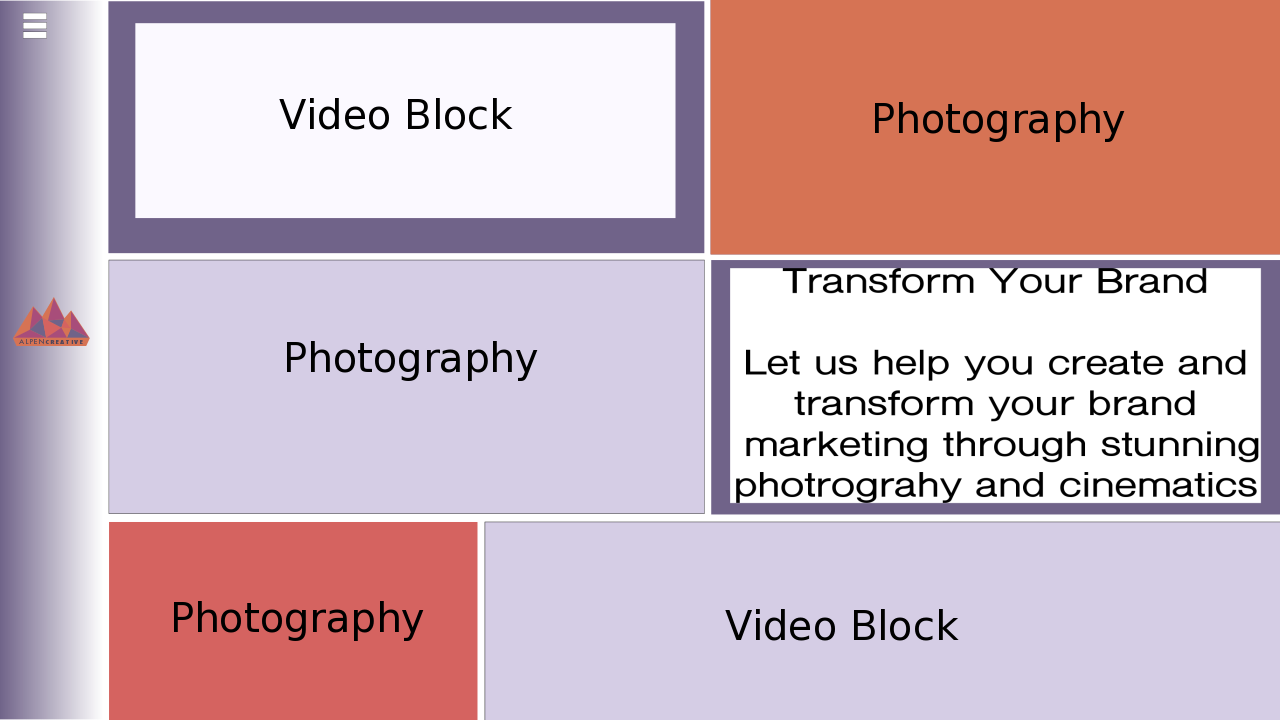 Video Block
Photography
Photography
Transform Your Brand
Let us help you create and
transform your brand
marketing through stunning
photrograhy and cinematics
ALPENCREATIVE
Photography
Video Block